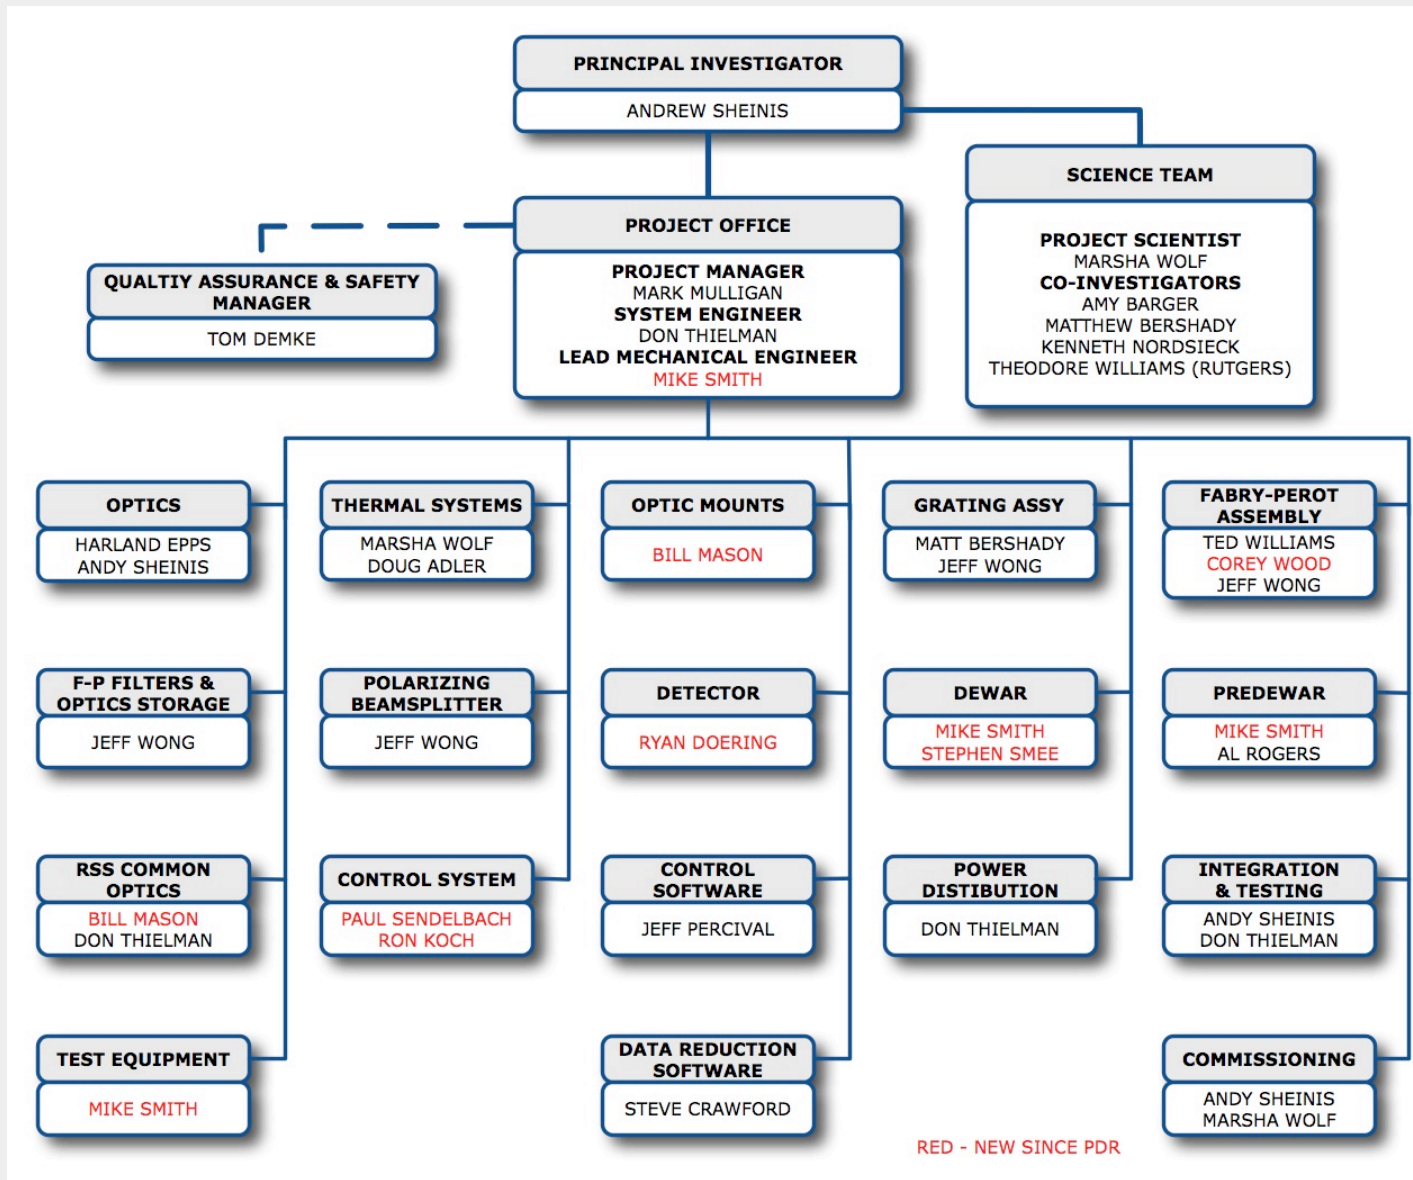 PRINCIPAL INVESTIGATOR
ANDREW SHEINIS
SCIENCE TEAM
PROJECT SCIENTIST
MARSHA WOLF
CO-INVESTIGATORS
AMY BARGER
MATTHEW BERSHADY
KENNETH NORDSIECK
THEODORE WILLIAMS (RUTGERS)
PROJECT OFFICE
PROJECT MANAGER
MARK MULLIGAN
SYSTEM ENGINEER
DON THIELMAN
LEAD MECHANICAL ENGINEER
MIKE SMITH
QUALTIY ASSURANCE & SAFETY
MANAGER
TOM DEMKE
OPTICS
HARLAND EPPS
ANDY SHEINIS
THERMAL SYSTEMS
MARSHA WOLF
DOUG ADLER
OPTIC MOUNTS
BILL MASON
GRATING ASSY
MATT BERSHADY
JEFF WONG
FABRY-PEROT
ASSEMBLY
TED WILLIAMS
COREY WOOD
JEFF WONG
F-P FILTERS &
OPTICS STORAGE
JEFF WONG
POLARIZING
BEAMSPLITTER
JEFF WONG
DETECTOR
RYAN DOERING
DEWAR
MIKE SMITH
STEPHEN SMEE
PREDEWAR
MIKE SMITH
AL ROGERS
RSS COMMON
OPTICS
BILL MASON
DON THIELMAN
CONTROL SYSTEM
PAUL SENDELBACH
RON KOCH
CONTROL
SOFTWARE
JEFF PERCIVAL
POWER
DISTIBUTION
DON THIELMAN
INTEGRATION
& TESTING
ANDY SHEINIS
DON THIELMAN
TEST EQUIPMENT
MIKE SMITH
DATA REDUCTION
SOFTWARE
STEVE CRAWFORD
COMMISSIONING
ANDY SHEINIS
MARSHA WOLF
RED - NEW SINCE PDR